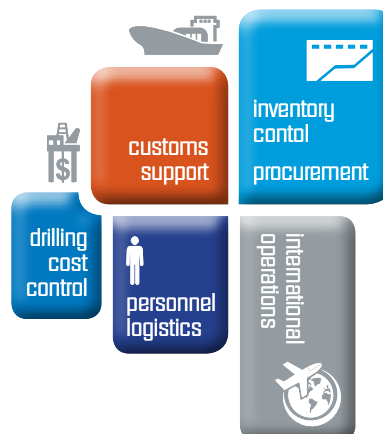 customs
support
inventory
contol
procurement
$
drilling
cost
control
personnel
logistics
international
operations